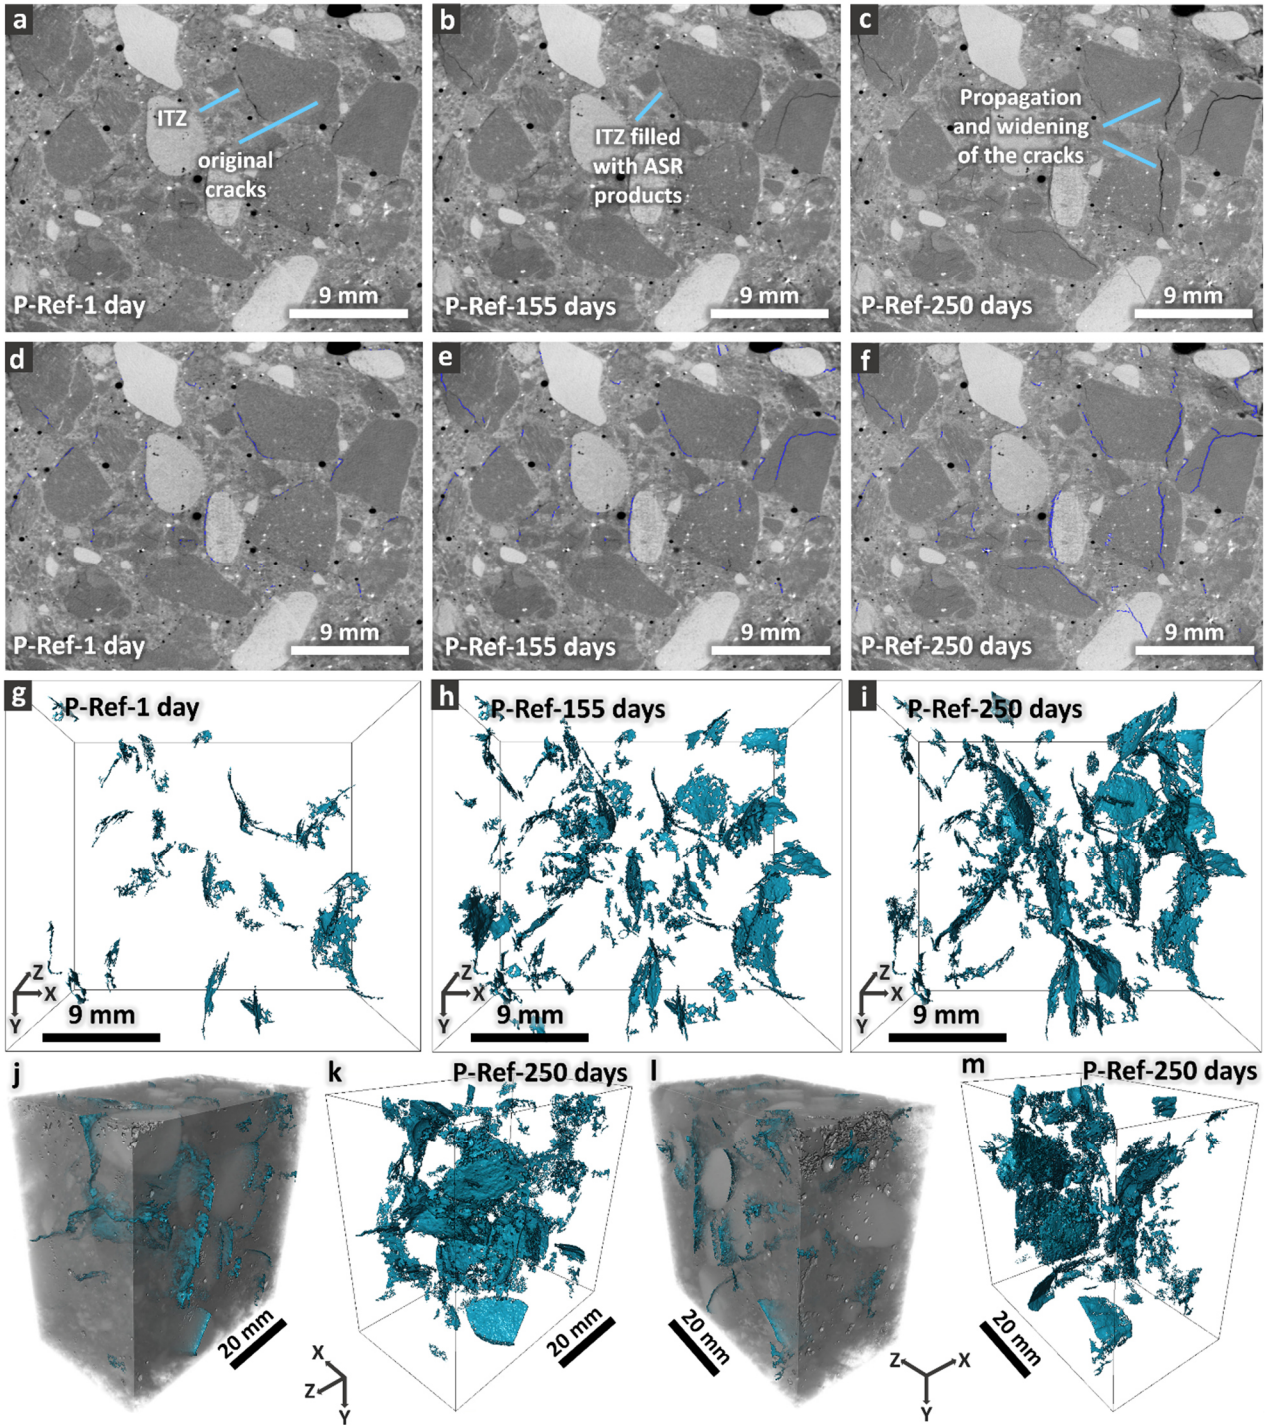 a
ITZ
original
cracks
P-Ref-1 day
9 mm
b
ITZ filled
with ASR
products
P-Ref-155 days
9 mm
c
Propagation
and widening
of the cracks
P-Ref-250 days
9 mm
d
P-Ref-1 day
9 mm
e
P-Ref-155 days
9 mm
f
P-Ref-250 days
9 mm
g
P-Ref-1 day
Z
X
Y
9 mm
h
P-Ref-155 days
Z
X
Y
9 mm
i
P-Ref-250 days
Z
X
Y
9 mm
j
20 mm
k
P-Ref-250 days
20 mm
X
Z
Y
l
20 mm
m
P-Ref-250 days
20 mm
Z
X
Y